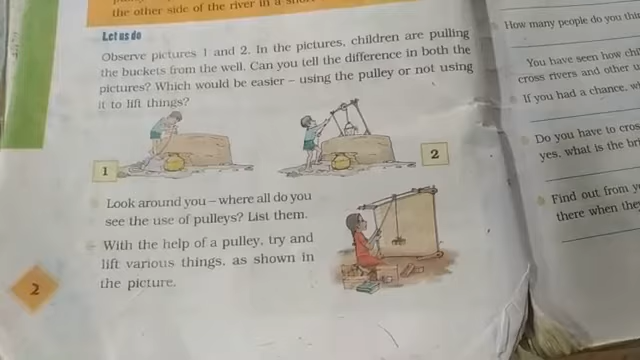 the other side of the river in a
Let us do
Observe pictures 1 and 2. In the pictures, children are pulling
the buckets from the well. Can you tell the difference in both the
pictures? Which would be easier – using the pulley or not using
it to lift things?
1
2
Look around you – where all do you
see the use of pulleys? List them.
With the help of a pulley, try and
lift various things, as shown in
the picture.
2
How many people do you
You have seen how
cross rivers and other
If you had a chance,
Do you have to
yes, what is the
Find out from
there when